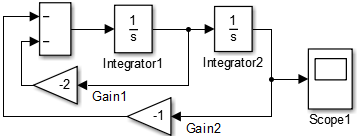 −
−
1
s
1
s
Integrator1
Integrator2
-2
Gain1
-1
Gain2
Scope1